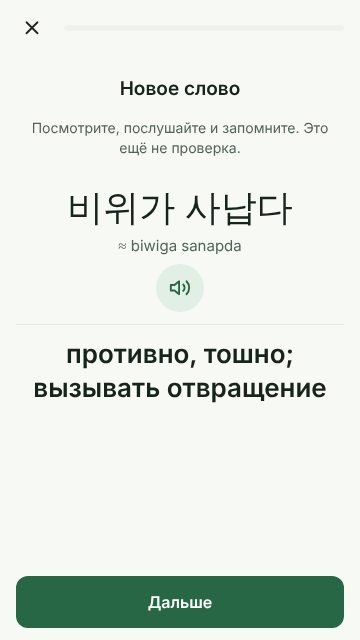 Новое слово
Посмотрите, послушайте и запомните. Это
ещё не проверка.
비위가 사납다
≈ biwiga sanapda
противно, тошно;
вызывать отвращение
Дальше